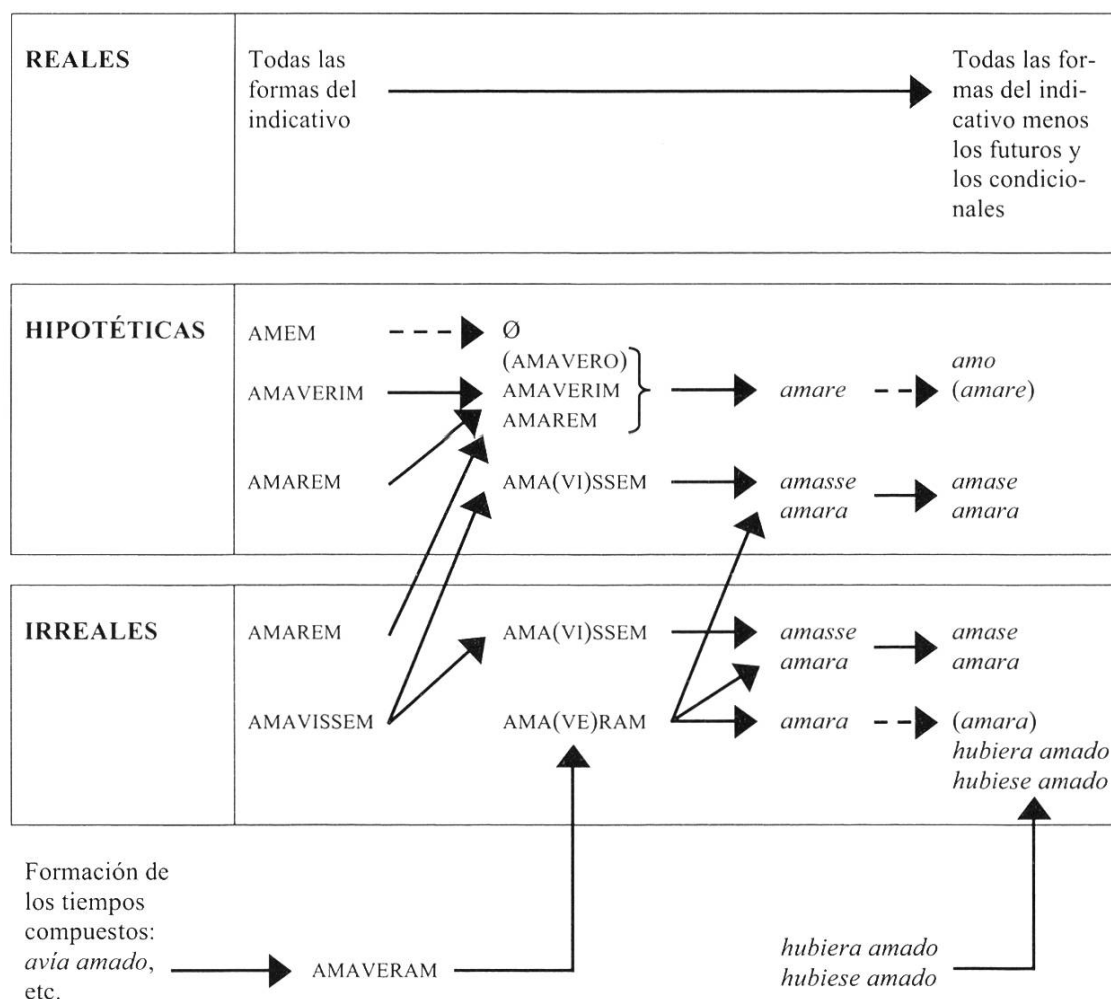 REALES
Todas las
formas del
indicativo
Todas las for-
mas del indi-
cativo menos
los futuros y
los condicio-
nales
HIPOTÉTICAS
AMEM
Ø
(AMAVERO)
amo
AMAVERIM
AMAVERIM
amare
(amare)
AMAREM
AMAREM
AMA(VI)SSEM
amasse
amase
amara
amara
IRREALES
AMAREM
AMA(VI)SSEM
amasse
amase
amara
amara
AMAVISSEM
AMA(VE)RAM
amara
(amara)
hubiera amado
hubiese amado
Formación de
los tiempos
compuestos:
avía amado,
etc.
AMAVERAM
hubiera amado
hubiese amado